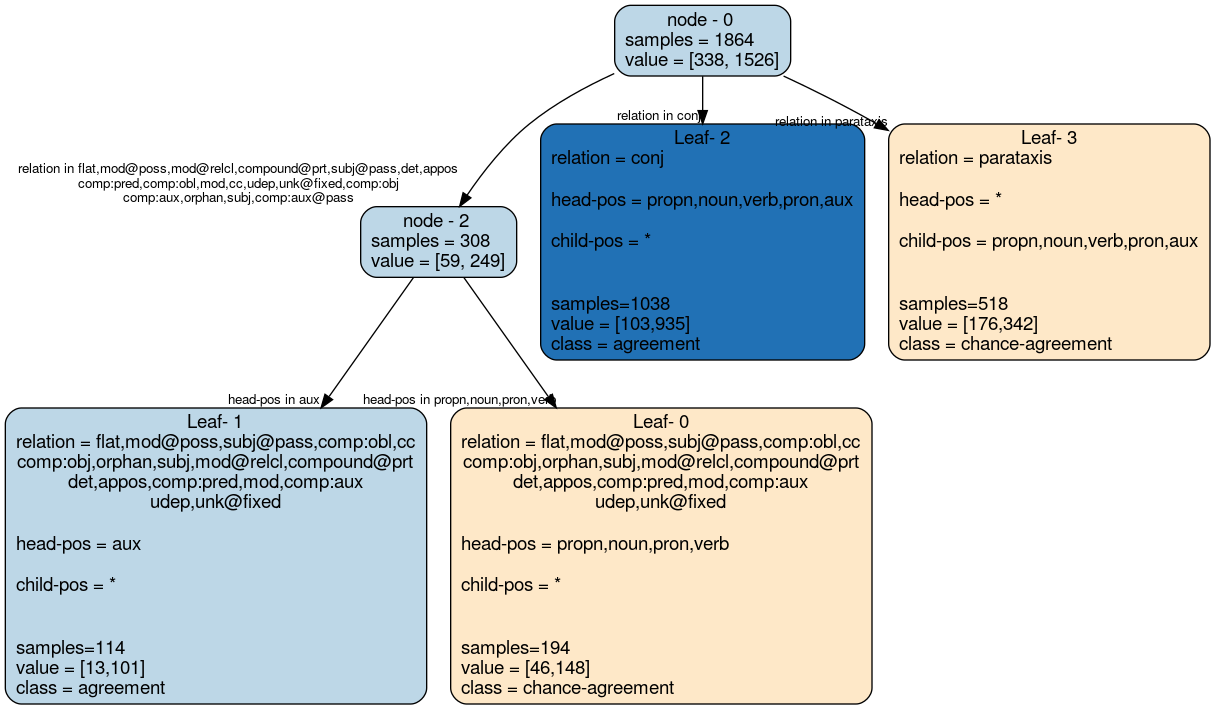 node - 0
samples = 1864
value = [338, 1526]
relation in conj
relation in parataxis
Leaf- 2
relation = conj
head-pos = propn,noun,verb,pron,aux
child-pos = *
samples=1038
value = [103,935]
class = agreement
Leaf- 3
relation = parataxis
head-pos = *
child-pos = propn,noun,verb,pron,aux
samples=518
value = [176,342]
class = chance-agreement
relation in flat,mod@poss,mod@relcl,compound@prt,subj@pass,det,appos
comp:pred,comp:obl,mod,cc,udep,unk@fixed,comp:obj
comp:aux,orphan,subj,comp:aux@pass
node - 2
samples = 308
value = [59, 249]
head-pos in aux
head-pos in propn,noun,pron,verb
Leaf- 1
relation = flat,mod@poss,subj@pass,comp:obl,cc
comp:obj,orphan,subj,mod@relcl,compound@prt
det,appos,comp:pred,mod,comp:aux
udep,unk@fixed
head-pos = aux
child-pos = *
samples=114
value = [13,101]
class = agreement
Leaf- 0
relation = flat,mod@poss,subj@pass,comp:obl,cc
comp:obj,orphan,subj,mod@relcl,compound@prt
det,appos,comp:pred,mod,comp:aux
udep,unk@fixed
head-pos = propn,noun,pron,verb
child-pos = *
samples=194
value = [46,148]
class = chance-agreement